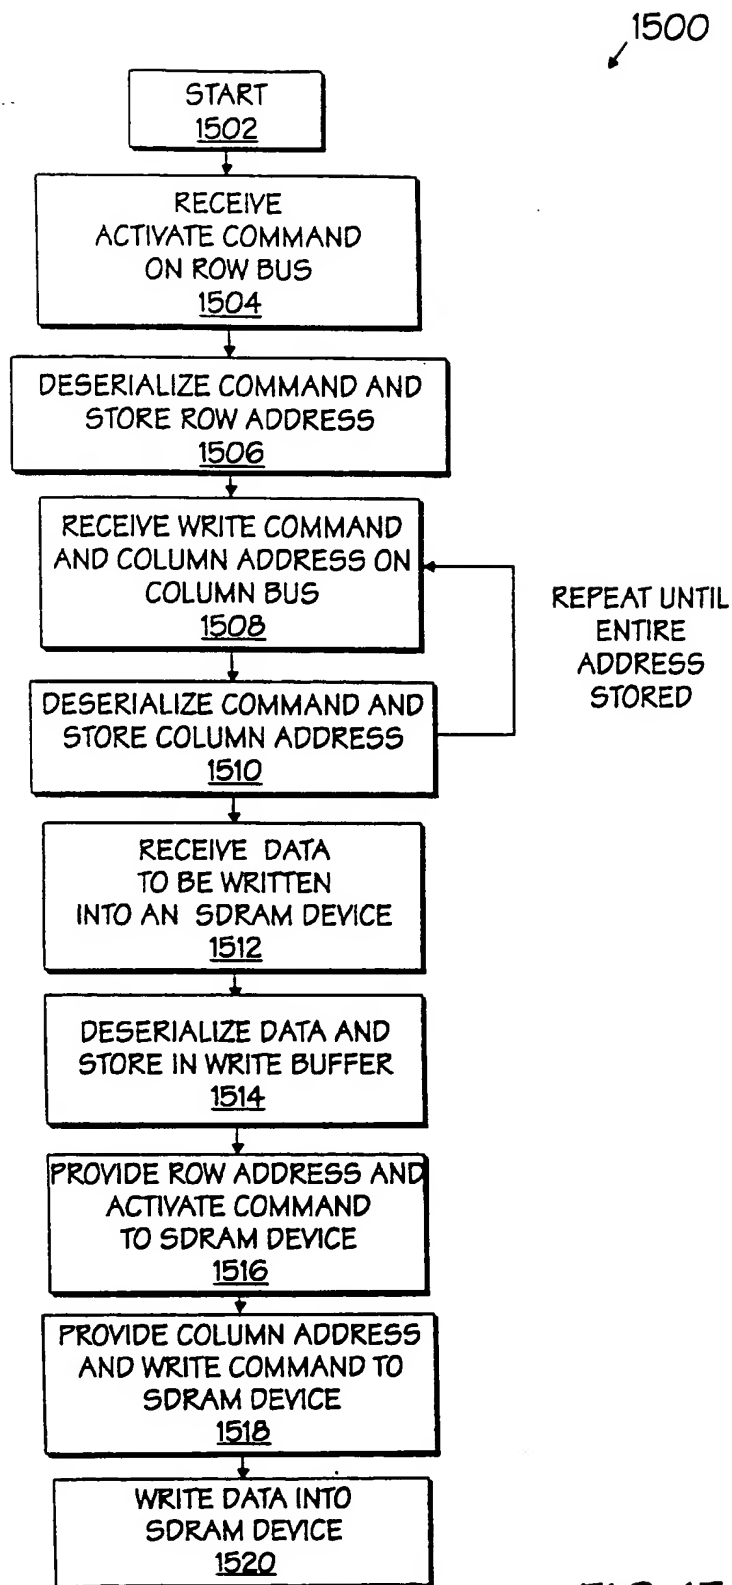 1500
START
1502
RECEIVE
ACTIVATE COMMAND
ON ROW BUS
1504
DESERIALIZE COMMAND AND
STORE ROW ADDRESS
1506
RECEIVE WRITE COMMAND
AND COLUMN ADDRESS ON
COLUMN BUS
1508
REPEAT UNTIL
ENTIRE
ADDRESS
STORED
DESERIALIZE COMMAND AND
STORE COLUMN ADDRESS
1510
RECEIVE DATA
TO BE WRITTEN
INTO AN SDRAM DEVICE
1512
DESERIALIZE DATA AND
STORE IN WRITE BUFFER
1514
PROVIDE ROW ADDRESS AND
ACTIVATE COMMAND
TO SDRAM DEVICE
1516
PROVIDE COLUMN ADDRESS
AND WRITE COMMAND TO
SDRAM DEVICE
1518
WRITE DATA INTO
SDRAM DEVICE
1520